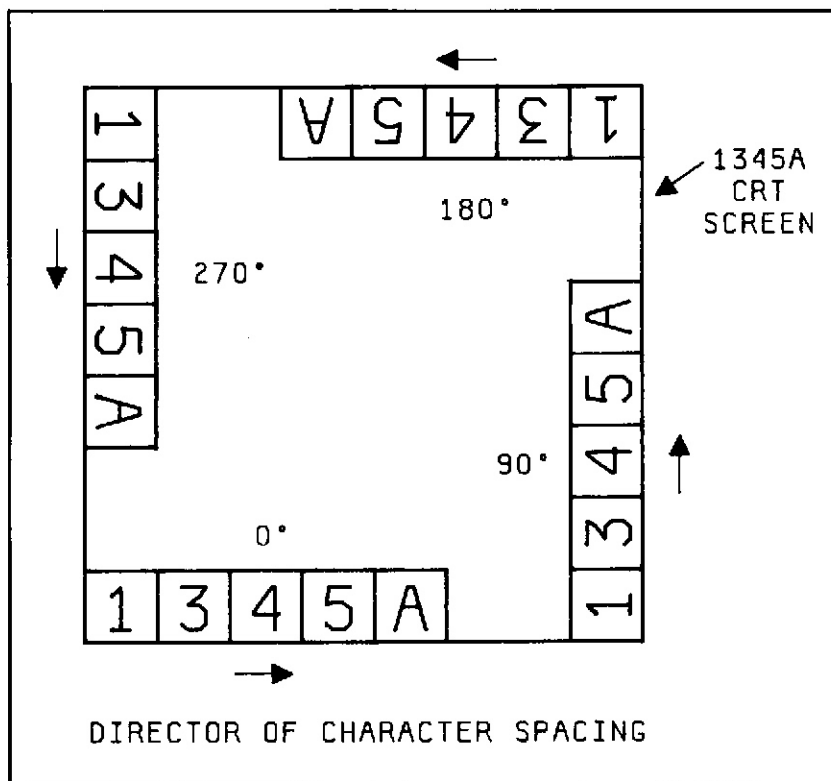 1345A
1345A
CRT
SCREEN
180°
270°
1345A
1345A
90°
0°
1345A
DIRECTOR OF CHARACTER SPACING